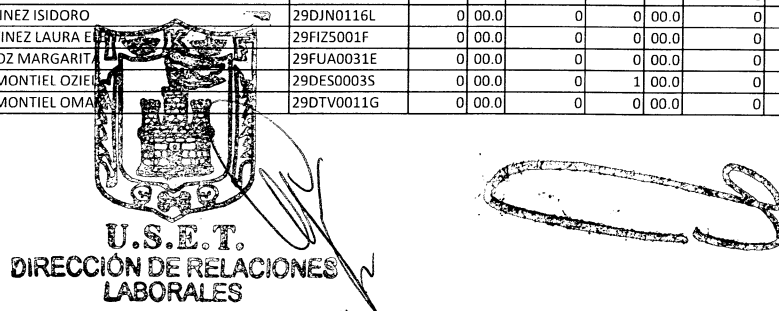 INEZ ISIDORO 29DJN0116L 0 00.0 0 0 00.0 0
INEZ LAURA E 29FIZ5001F 0 00.0 0 0 00.0 0
OZ MARGARITA 29FUA0031E 0 00.0 0 0 00.0 0
MONTIEL OZIEL 29DES0003S 0 00.0 0 1 00.0 0
MONTIEL OMA 29DTV0011G 0 00.0 0 0 00.0 0
U.S.E.T.
DIRECCIÓN DE RELACIONES
LABORALES